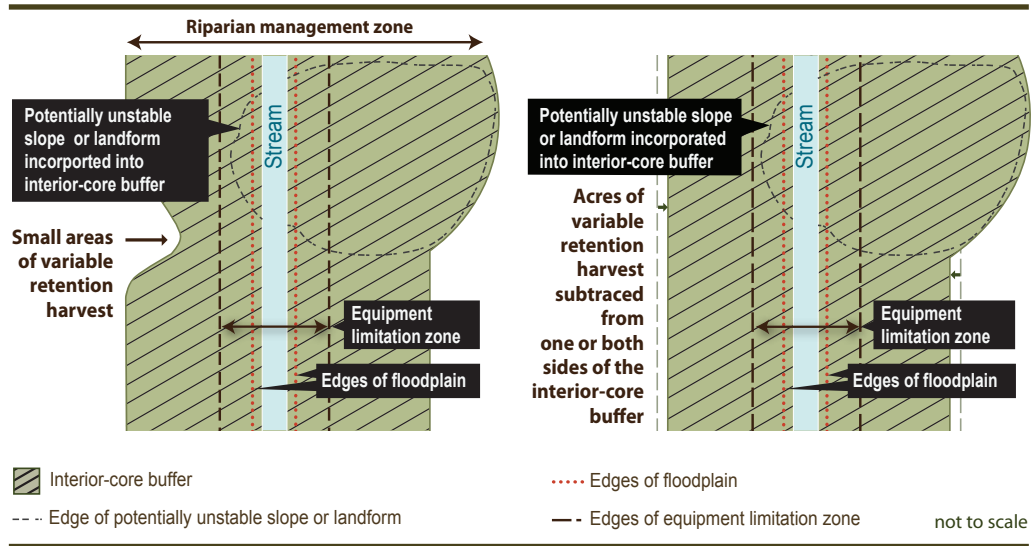 Riparian management zone
Potentially unstable
slope or landform
incorported into
interior-core buffer
Stream
Small areas
of variable
retention
harvest
Equipment
limitation zone
Edges of floodplain
Potentially unstable slope
or landform incorporated
into interior-core buffer
Stream
Acres of
variable
retention
harvest
subtraced
from
one or both
sides of the
interior-core
buffer
Equipment
limitation zone
Edges of floodplain
Interior-core buffer
Edges of floodplain
Edge of potentially unstable slope or landform
Edges of equipment limitation zone
not to scale